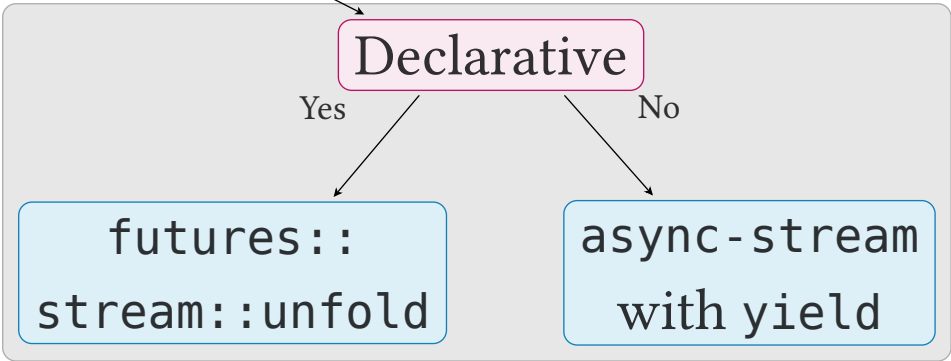 Declarative
Yes
No
futures::
stream::unfold
async-stream
with yield